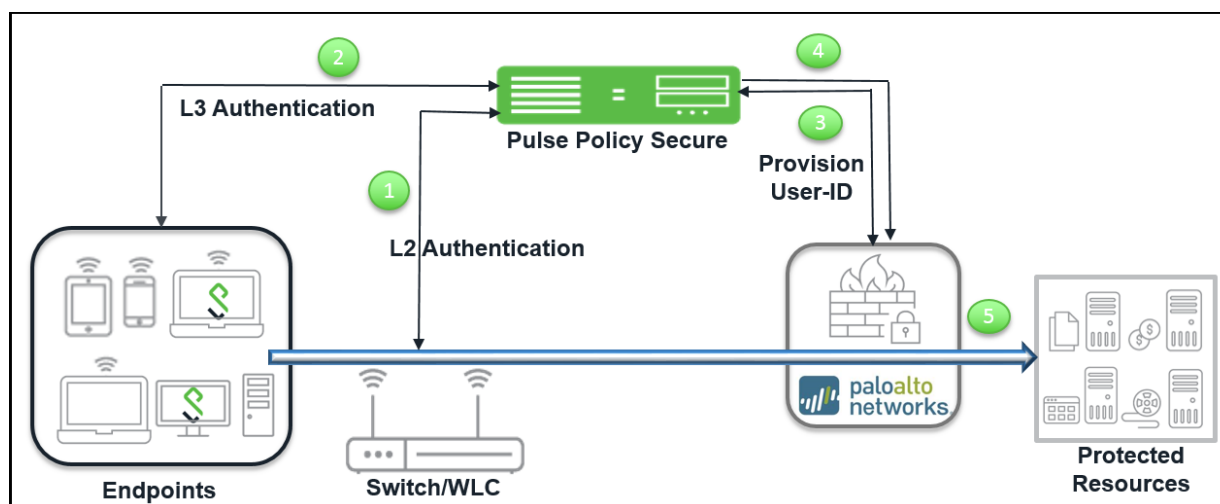 2
4
L3 Authentication
Pulse Policy Secure
3
Provision
User-ID
1
L2 Authentication
5
paloalto
networks
Endpoints
Switch/WLC
Protected
Resources